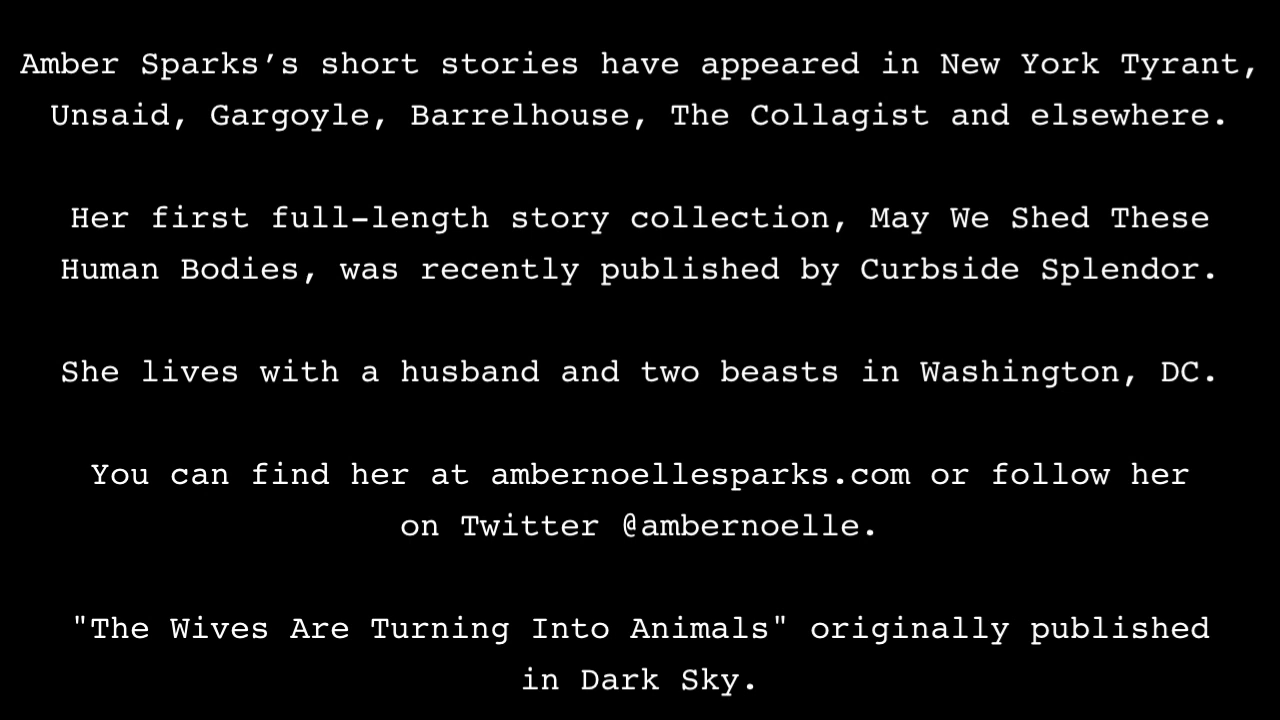 Amber Sparks’s short stories have appeared in New York Tyrant,
Unsaid, Gargoyle, Barrelhouse, The Collagist and elsewhere.
Her first full-length story collection, May We Shed These
Human Bodies, was recently published by Curbside Splendor.
She lives with a husband and two beasts in Washington, DC.
You can find her at ambernoellesparks.com or follow her
on Twitter @ambernoelle.
"The Wives Are Turning Into Animals" originally published
in Dark Sky.